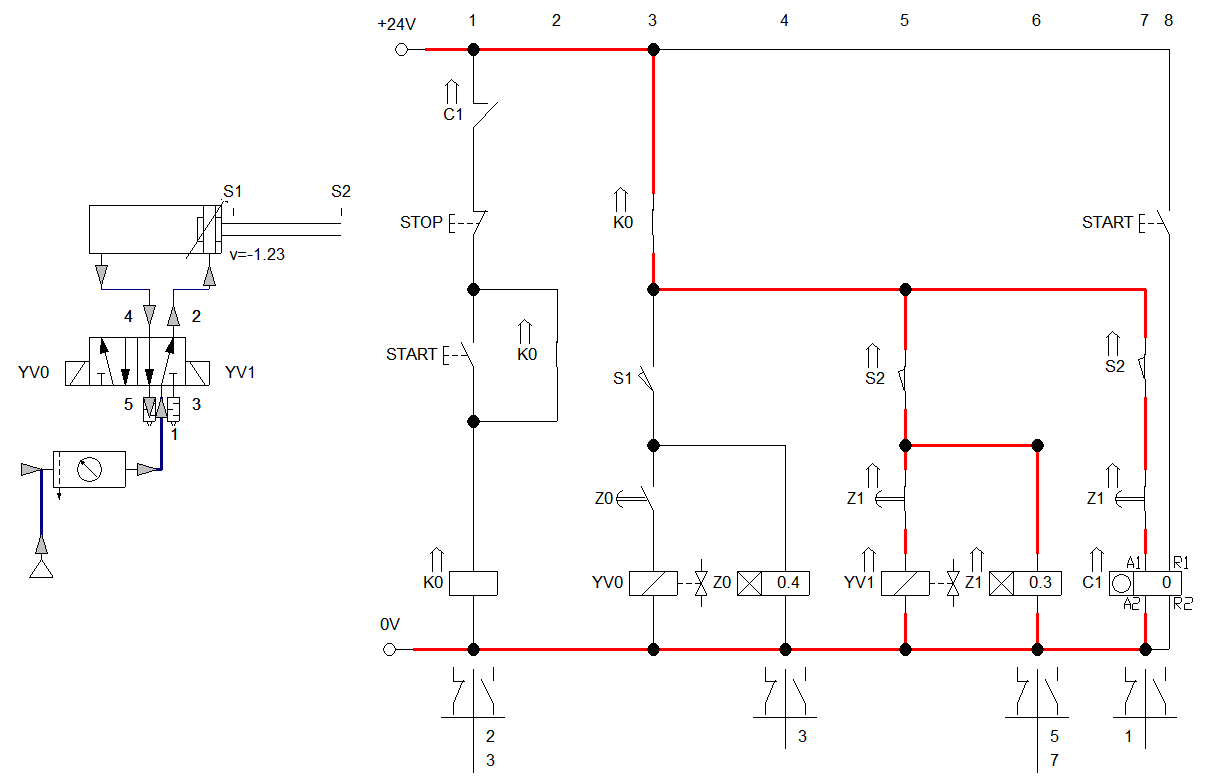 +24V 1 2 3 4 5 6 7 8
C1
S1 S2
STOP K0 START
v=-1.23
4 2
START K0 S1 S2 S2
YV0 YV1
5 3
1
Z0 Z1 Z1
A1 R1
K0 YV0 Z0 0.4 YV1 Z1 0.3 C1 0
A2 R2
0V
2 3 5 1
3 7